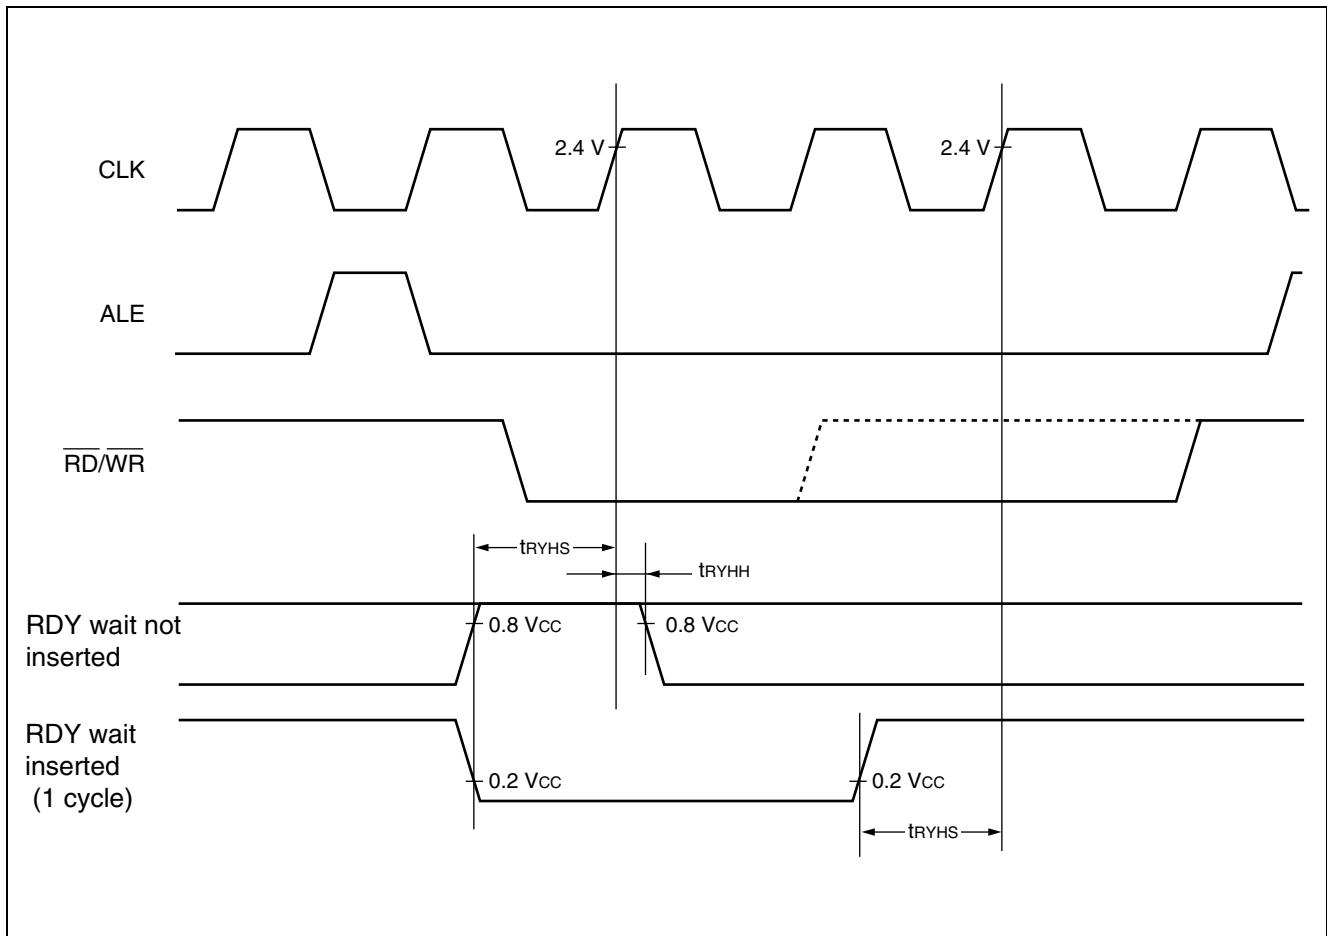 2.4 V
2.4 V
CLK
ALE
RD/WR
tRYHS
tRYHH
RDY wait not
inserted
0.8 VCC
0.8 VCC
RDY wait
inserted
(1 cycle)
0.2 VCC
0.2 VCC
tRYHS